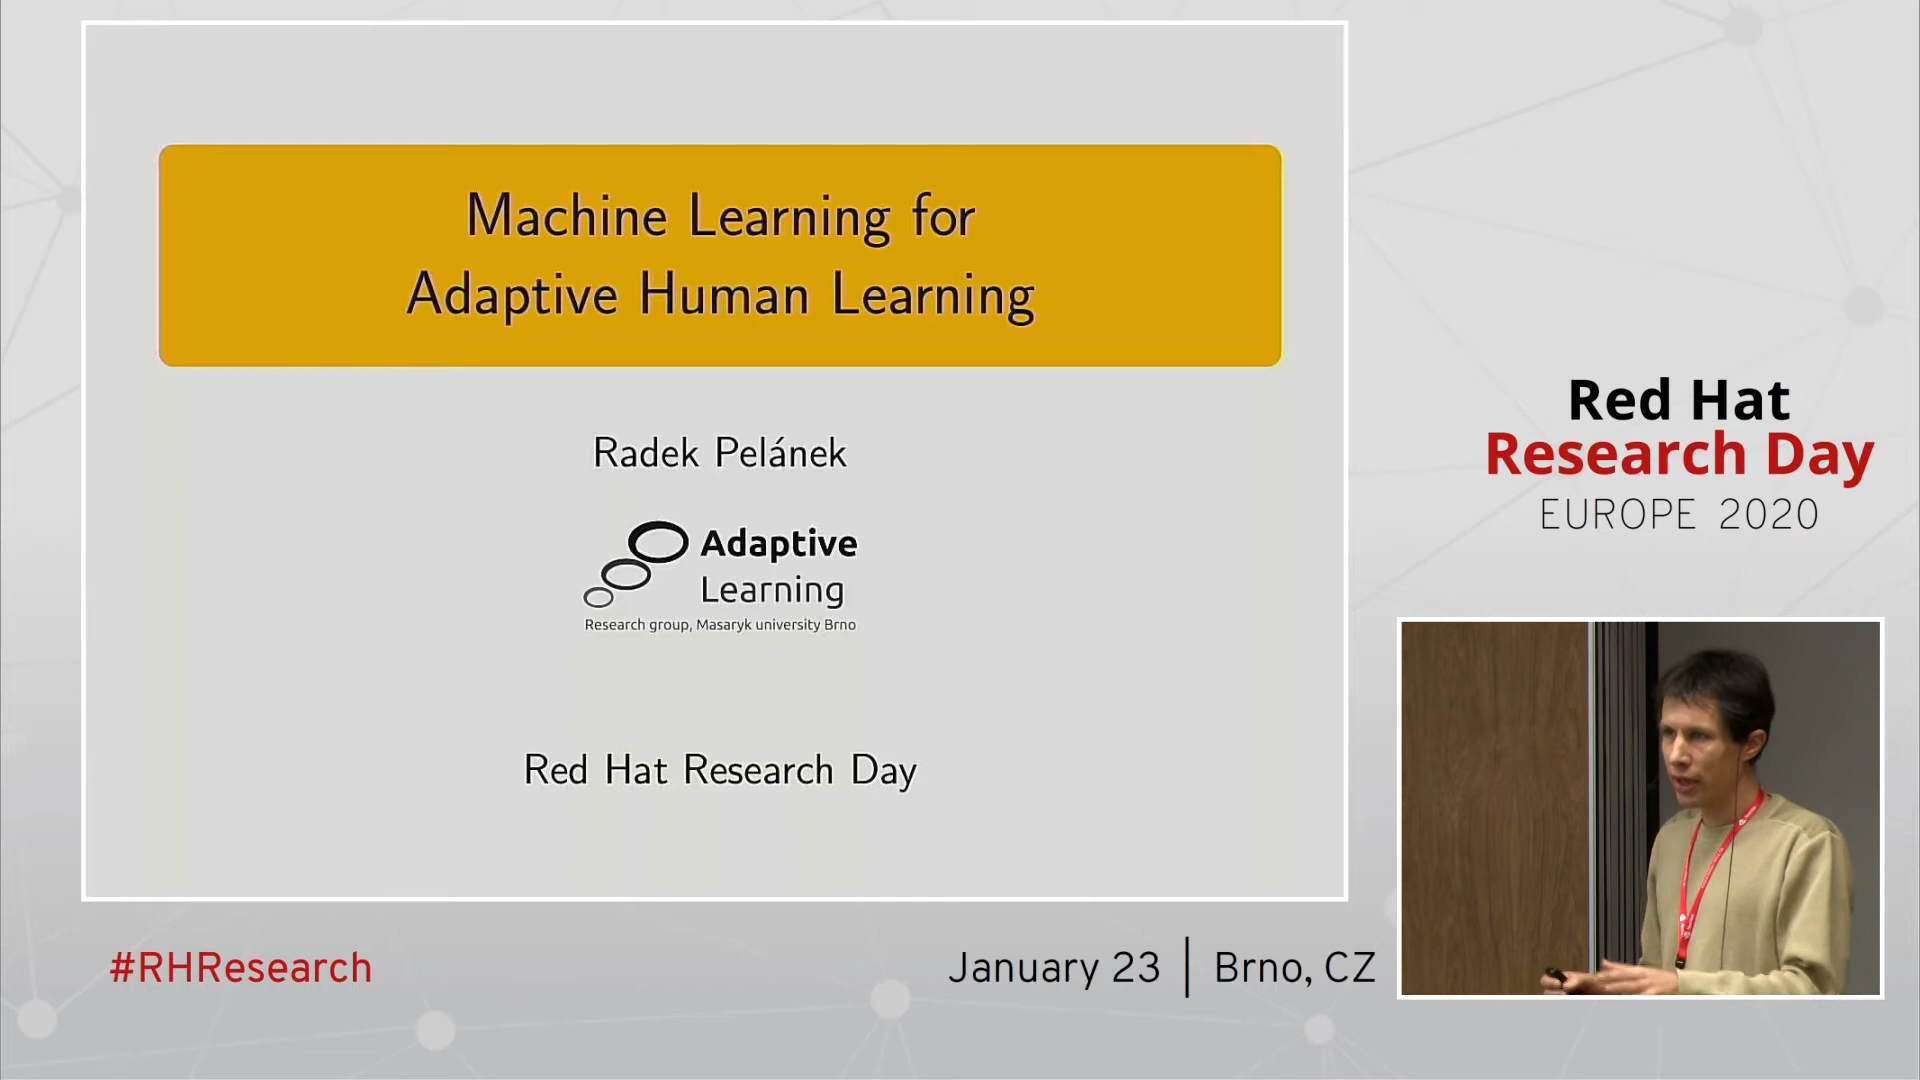 Machine Learning for
Adaptive Human Learning
Radek Pelánek
Adaptive
Learning
Research group, Masaryk university Brno
Red Hat Research Day
Red Hat
Research Day
EUROPE 2020
#RHResearch
January 23 | Brno, CZ